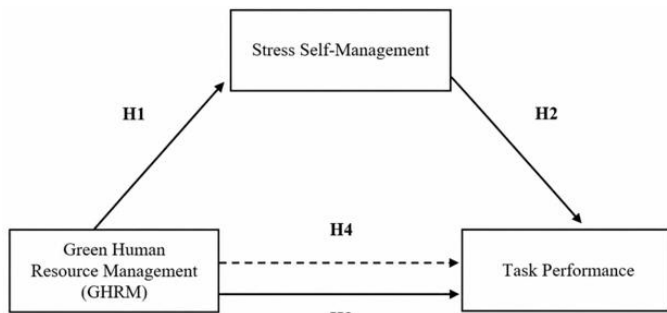 Stress Self-Management
H1
H2
H4
Green Human
Resource Management
(GHRM)
Task Performance